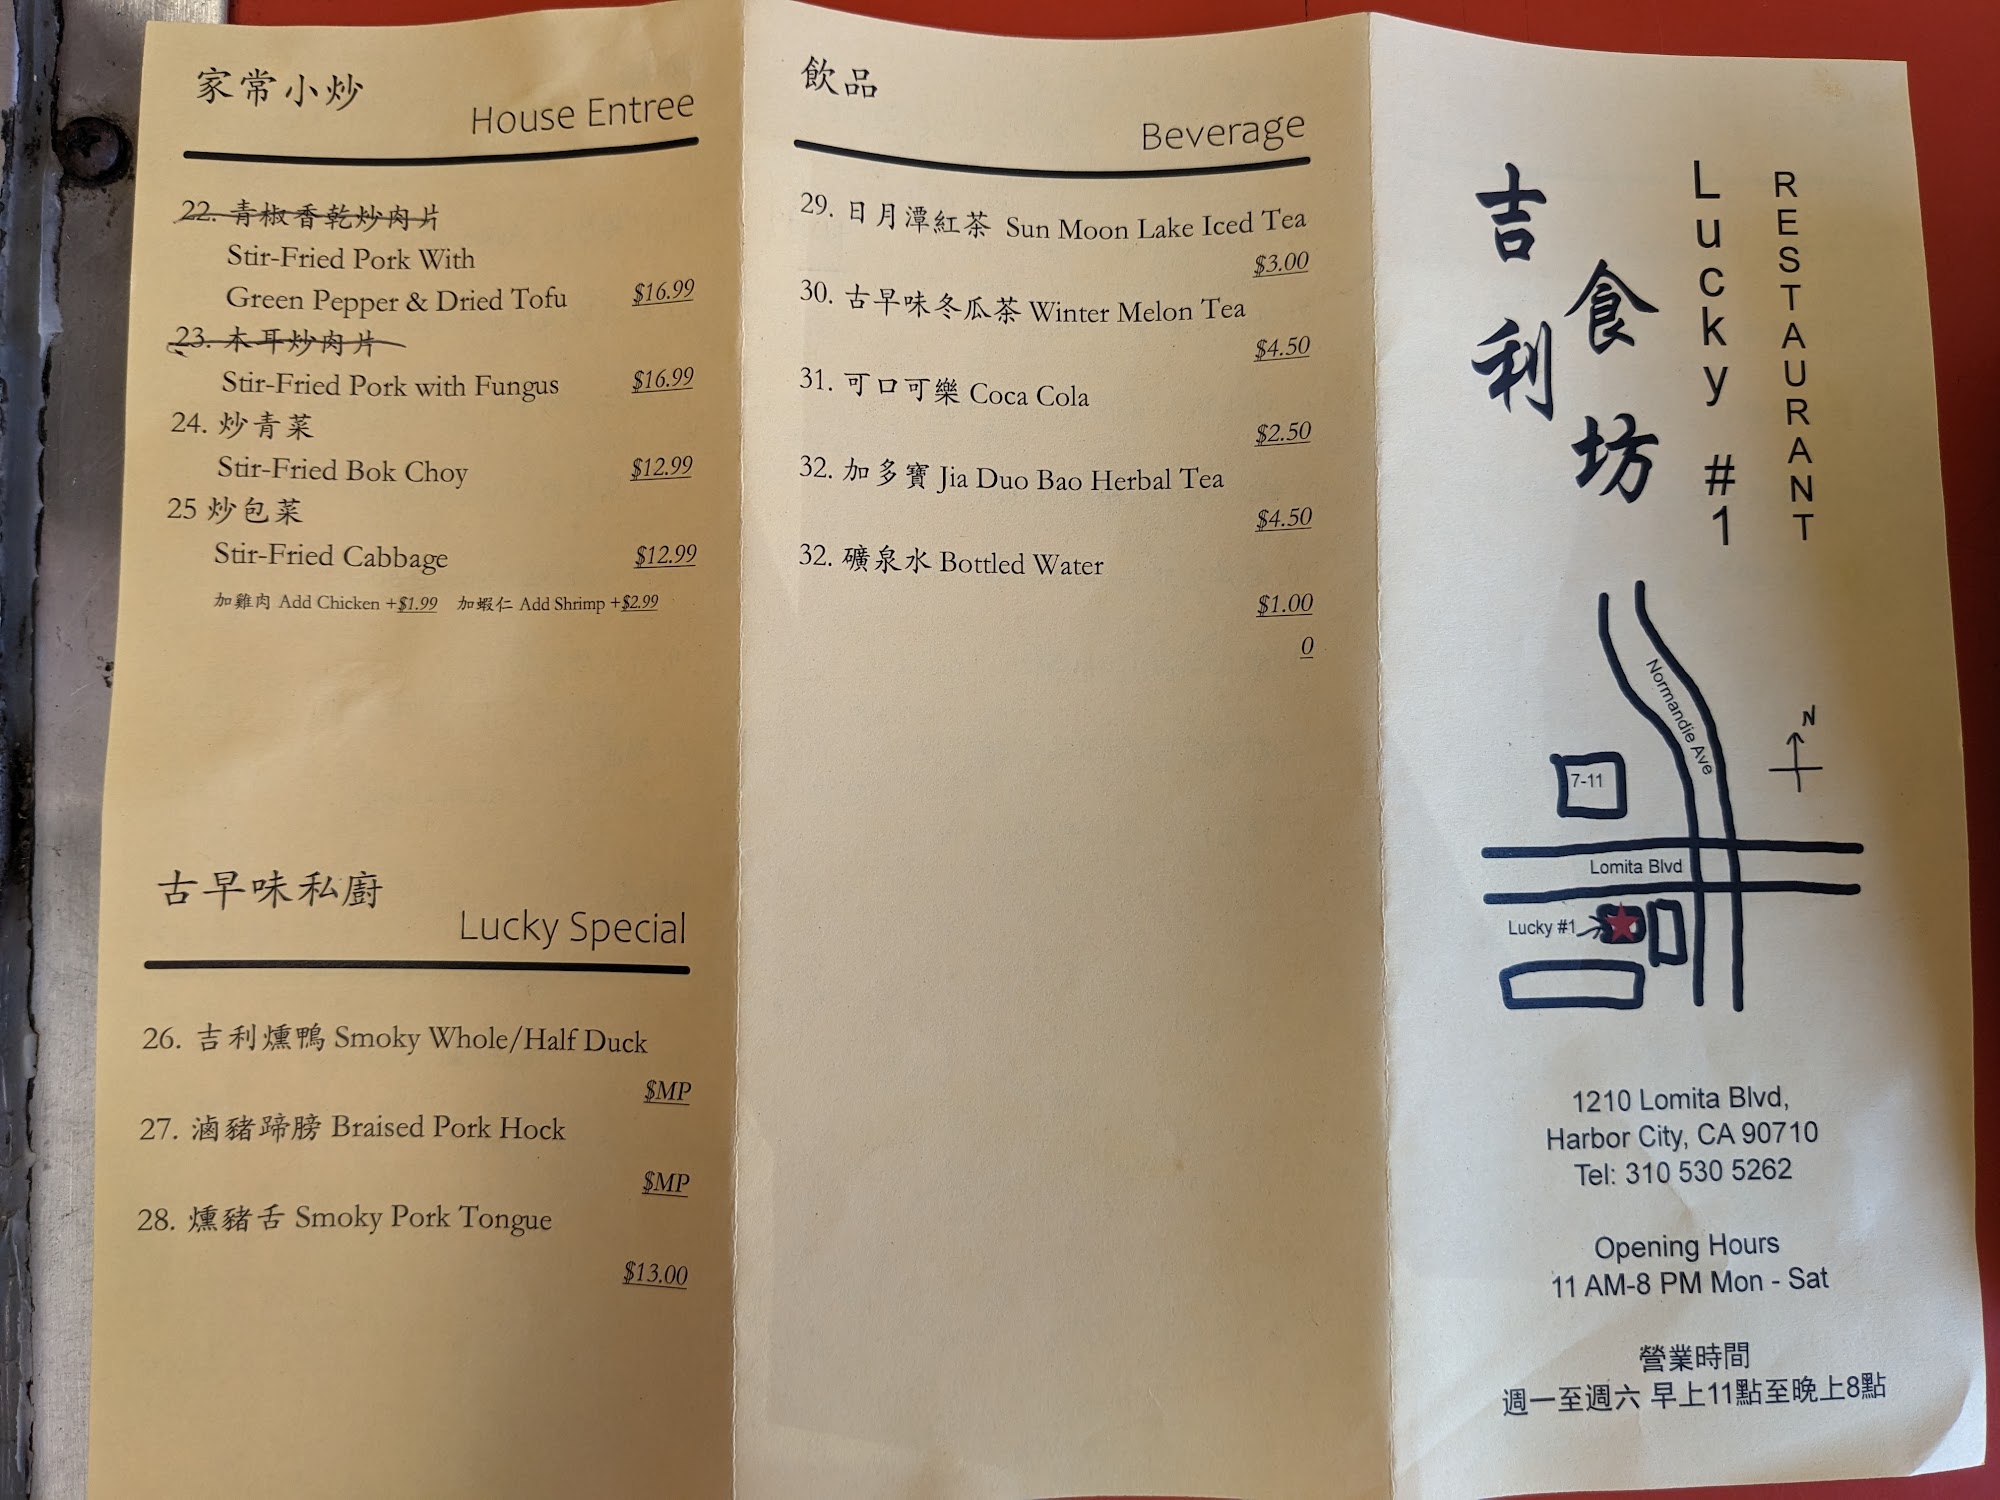 家常小炒
House Entree
22. 青椒香乾炒肉片
Stir-Fried Pork With
Green Pepper & Dried Tofu $16.99
23. 木耳炒肉片
Stir-Fried Pork with Fungus $16.99
24. 炒青菜
Stir-Fried Bok Choy $12.99
25 炒包菜
Stir-Fried Cabbage $12.99
加雞肉 Add Chicken +$1.99 加蝦仁 Add Shrimp +$2.99
古早味私廚
Lucky Special
26. 吉利燻鴨 Smoky Whole/Half Duck
$MP
27. 滷豬蹄膀 Braised Pork Hock
$MP
28. 燻豬舌 Smoky Pork Tongue
$13.00
飲品
Beverage
29. 日月潭紅茶 Sun Moon Lake Iced Tea
$3.00
30. 古早味冬瓜茶 Winter Melon Tea
$4.50
31. 可口可樂 Coca Cola
$2.50
32. 加多寶 Jia Duo Bao Herbal Tea
$4.50
32. 礦泉水 Bottled Water
$1.00
0
吉利
食坊
Lucky #1
RESTAURANT
Normandie Ave
N
7-11
Lomita Blvd
Lucky #1
1210 Lomita Blvd,
Harbor City, CA 90710
Tel: 310 530 5262
Opening Hours
11 AM-8 PM Mon - Sat
營業時間
週一至週六 早上11點至晚上8點